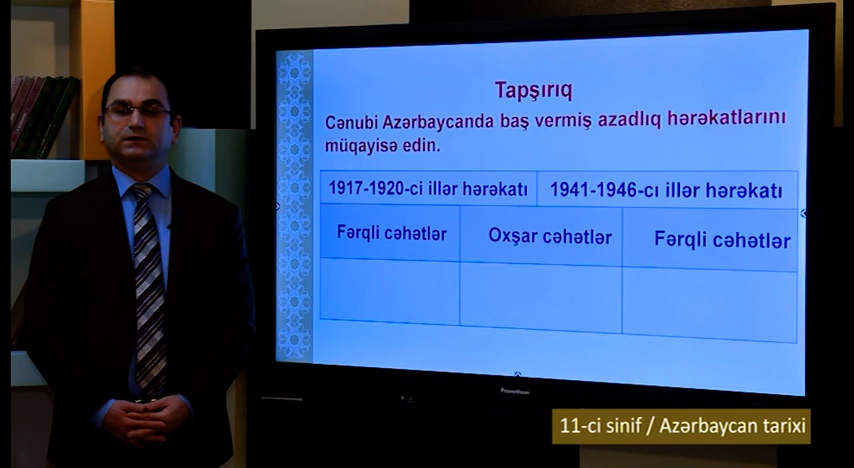 Tapşırıq
Cənubi Azərbaycanda baş vermiş azadlıq hərəkatlarını
müqayisə edin.
1917-1920-ci illər hərəkatı 1941-1946-cı illər hərəkatı
Fərqli cəhətlər Oxşar cəhətlər Fərqli cəhətlər
Promethean
11-ci sinif / Azərbaycan tarixi